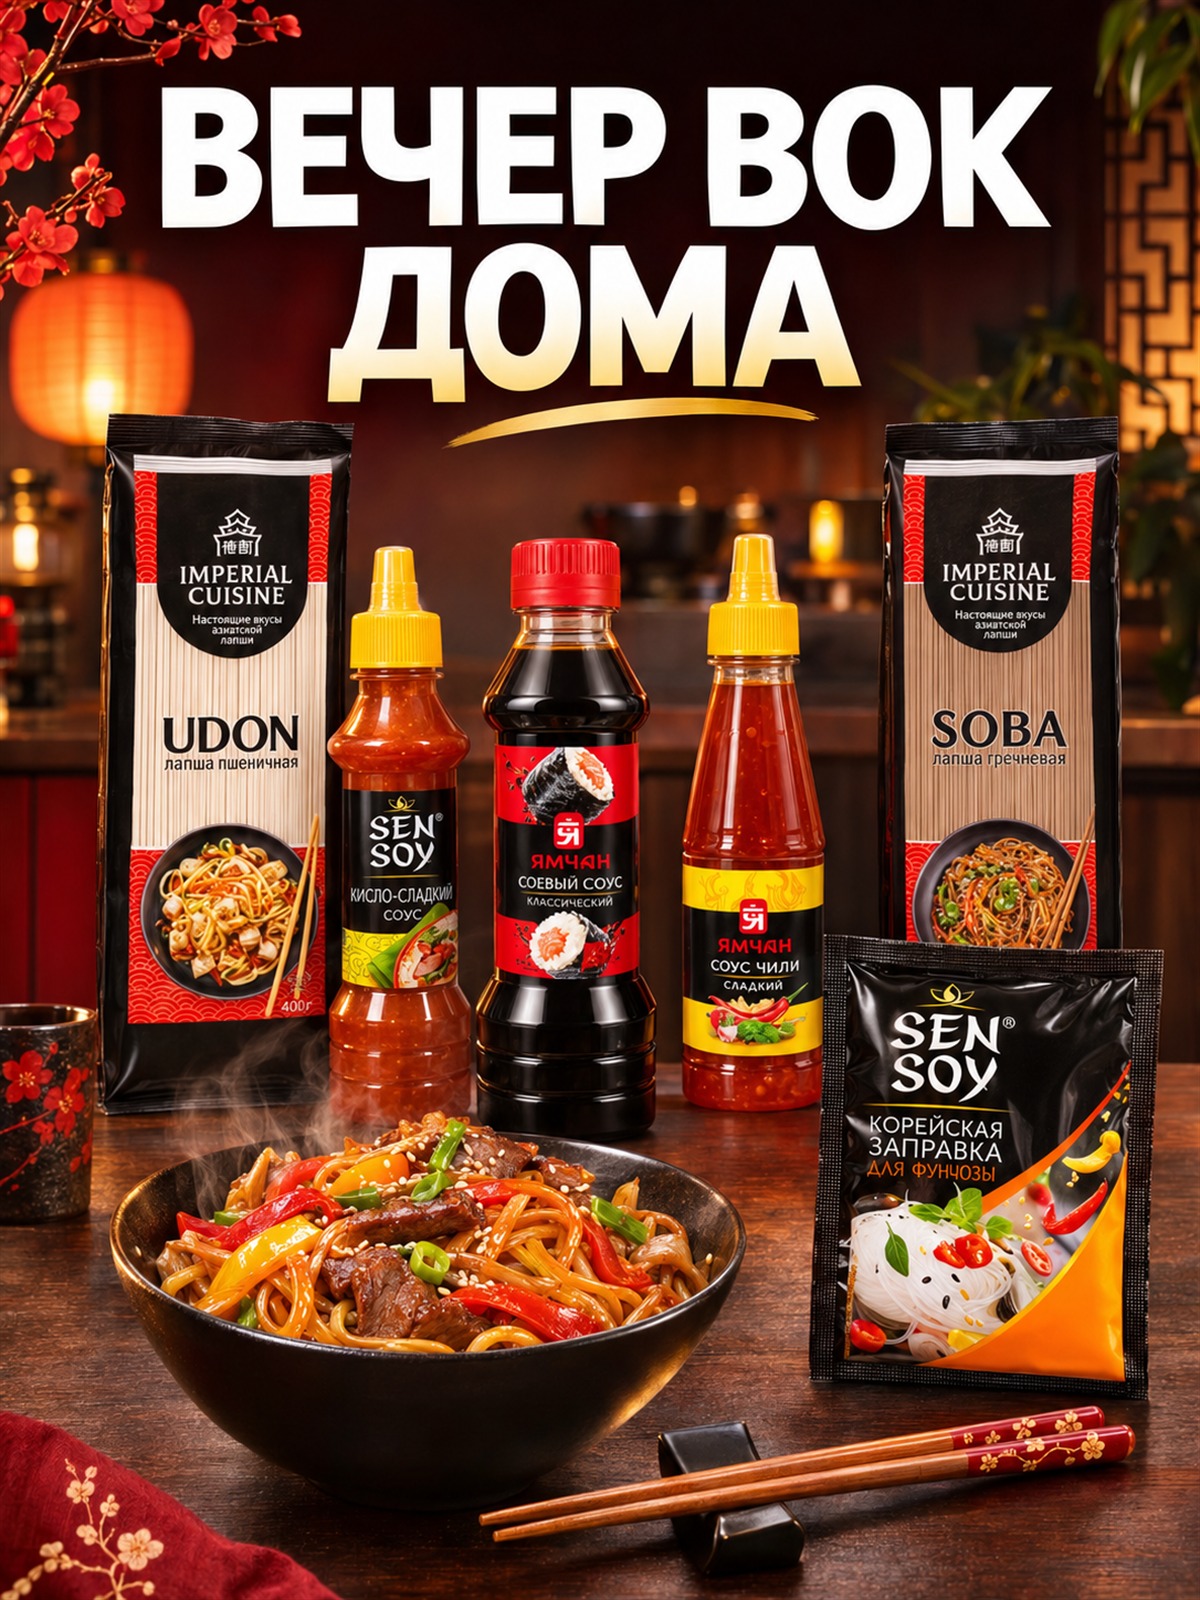 ВЕЧЕР ВОК
ДОМА
IMPERIAL
CUISINE
Настоящие вкусы
азиатской
лапши
UDON
лапша пшеничная
400г
SEN®
SOY
КИСЛО-СЛАДКИЙ
СОУС
ЯМЧАН
СОЕВЫЙ СОУС
КЛАССИЧЕСКИЙ
ЯМЧАН
СОУС ЧИЛИ
СЛАДКИЙ
IMPERIAL
CUISINE
Настоящие вкусы
азиатской
лапши
SOBA
лапша гречневая
SEN®
SOY
КОРЕЙСКАЯ
ЗАПРАВКА
ДЛЯ ФУНЧОЗЫ